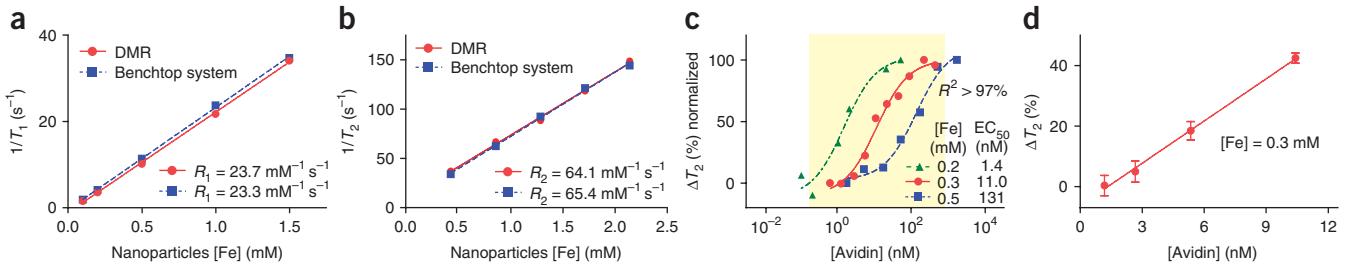 a
40
20
0
1/T1 (s−1)
DMR
Benchtop system
R1 = 23.7 mM−1 s−1
R1 = 23.3 mM−1 s−1
0.0 0.5 1.0 1.5
Nanoparticles [Fe] (mM)
b
150
100
50
0
1/T2 (s−1)
DMR
Benchtop system
R2 = 64.1 mM−1 s−1
R2 = 65.4 mM−1 s−1
0.0 0.5 1.0 1.5 2.0 2.5
Nanoparticles [Fe] (mM)
c
100
50
0
ΔT2 (%) normalized
R2 > 97%
[Fe] EC50
(mM) (nM)
0.2 1.4
0.3 11.0
0.5 131
10−2 100 102 104
[Avidin] (nM)
d
40
20
0
ΔT2 (%)
[Fe] = 0.3 mM
0 3 6 9 12
[Avidin] (nM)